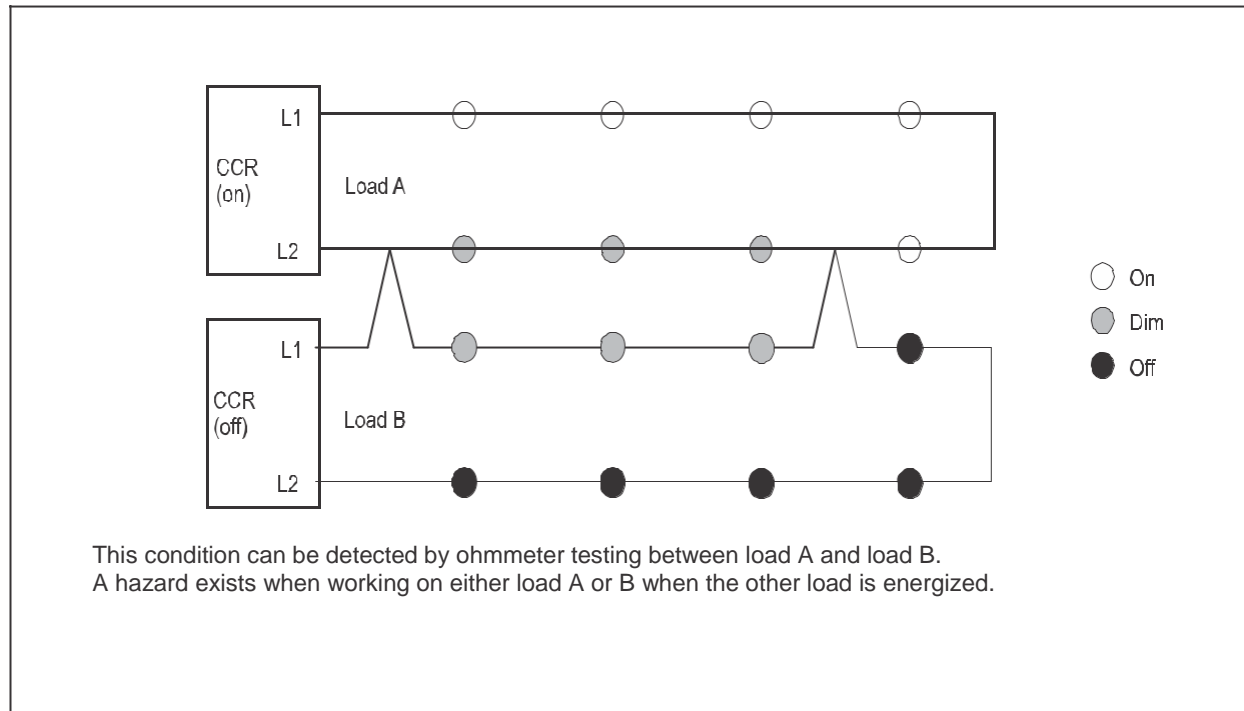 L1
CCR
(on)
Load A
L2
On
Dim
L1
Off
CCR
(off)
Load B
L2
This condition can be detected by ohmmeter testing between load A and load B.
A hazard exists when working on either load A or B when the other load is energized.